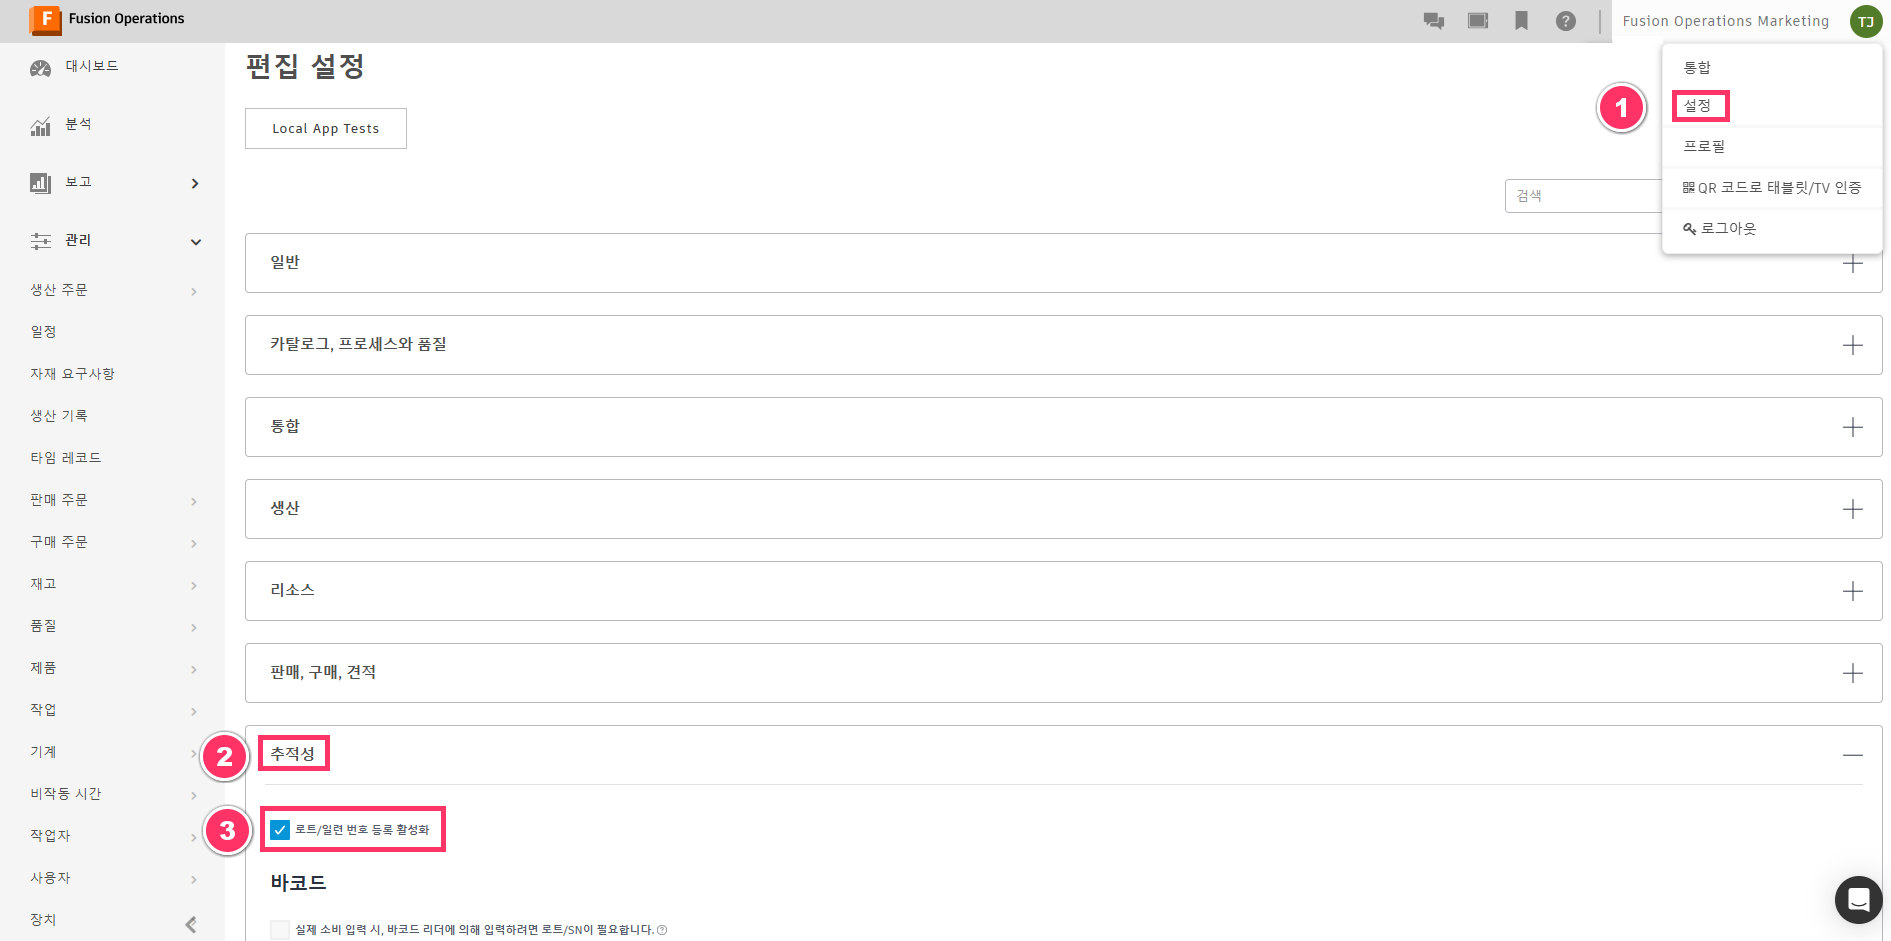 F Fusion Operations
Fusion Operations Marketing
TJ
대시보드
분석
보고
관리
생산 주문
일정
자재 요구사항
생산 기록
타임 레코드
판매 주문
구매 주문
재고
품질
제품
작업
기계
비작동 시간
작업자
사용자
장치
편집 설정
Local App Tests
검색
1
통합
설정
프로필
QR 코드로 태블릿/TV 인증
로그아웃
일반
카탈로그, 프로세스와 품질
통합
생산
리소스
판매, 구매, 견적
2
추적성
3
로트/일련 번호 등록 활성화
바코드
실제 소비 입력 시, 바코드 리더에 의해 입력하려면 로트/SN이 필요합니다.